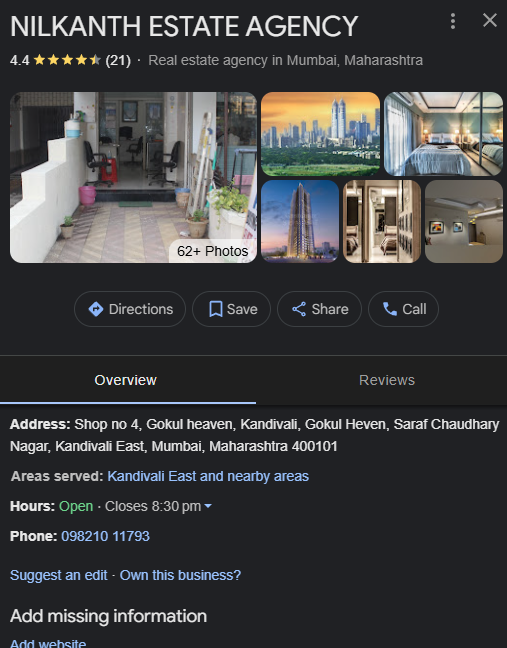 NILKANTH ESTATE AGENCY
4.4 ★★★★★ (21) · Real estate agency in Mumbai, Maharashtra
62+ Photos
Directions Save Share Call
Overview Reviews
Address: Shop no 4, Gokul heaven, Kandivali, Gokul Heven, Saraf Chaudhary
Nagar, Kandivali East, Mumbai, Maharashtra 400101
Areas served: Kandivali East and nearby areas
Hours: Open · Closes 8:30 pm
Phone: 098210 11793
Suggest an edit · Own this business?
Add missing information
Add website